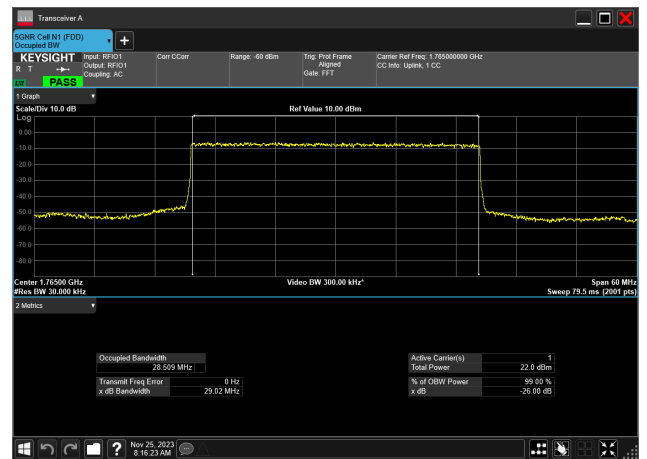 Transceiver A
5GNR Cell N1 (FDD)
Occupied BW
KEYSIGHT
R T
LXI
PASS
Input: RFIO1
Output: RFIO1
Coupling: AC
Corr CCorr
Range: -60 dBm
Trig: Prot Frame
Aligned
Gate: FFT
Carrier Ref Freq: 1.765000000 GHz
CC Info: Uplink, 1 CC
1 Graph
Scale/Div 10.0 dB
Ref Value 10.00 dBm
Log
0.00
-10.0
-20.0
-30.0
-40.0
-50.0
-60.0
-70.0
-80.0
Center 1.76500 GHz
Video BW 300.00 kHz*
Span 60 MHz
#Res BW 30.000 kHz
Sweep 79.5 ms (2001 pts)
2 Metrics
Occupied Bandwidth
28.509 MHz
Transmit Freq Error 0 Hz
x dB Bandwidth 29.02 MHz
Active Carrier(s) 1
Total Power 22.0 dBm
% of OBW Power 99.00 %
x dB -26.00 dB
?
Nov 25, 2023
8:16:23 AM